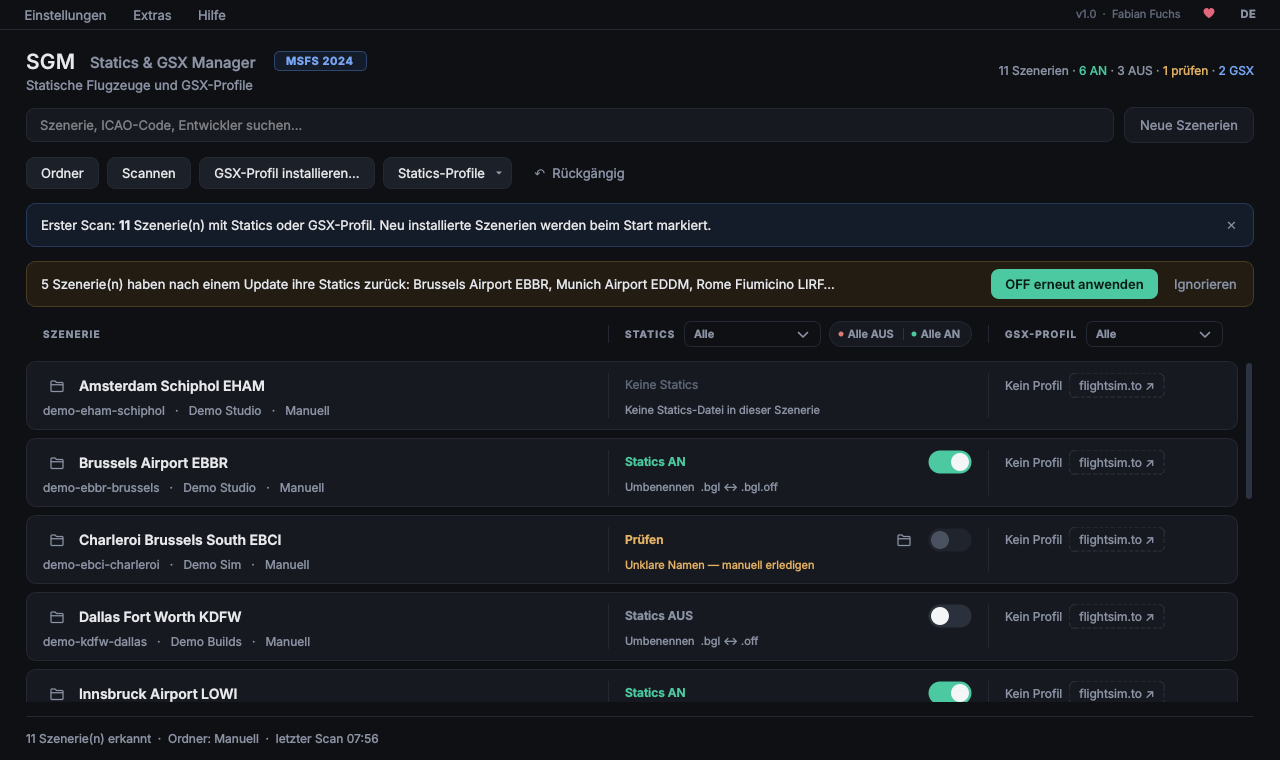 Einstellungen Extras Hilfe v1.0 · Fabian Fuchs DE
SGM Statics & GSX Manager MSFS 2024
Statische Flugzeuge und GSX-Profile
11 Szenerien · 6 AN · 3 AUS · 1 prüfen · 2 GSX
Szenerie, ICAO-Code, Entwickler suchen... Neue Szenerien
Ordner Scannen GSX-Profil installieren... Statics-Profile ↶ Rückgängig
Erster Scan: 11 Szenerie(n) mit Statics oder GSX-Profil. Neu installierte Szenerien werden beim Start markiert. ×
5 Szenerie(n) haben nach einem Update ihre Statics zurück: Brussels Airport EBBR, Munich Airport EDDM, Rome Fiumicino LIRF... OFF erneut anwenden Ignorieren
SZENERIE STATICS Alle Alle AUS Alle AN GSX-PROFIL Alle
Amsterdam Schiphol EHAM Keine Statics Kein Profil flightsim.to ↗
demo-eham-schiphol · Demo Studio · Manuell Keine Statics-Datei in dieser Szenerie
Brussels Airport EBBR Statics AN Kein Profil flightsim.to ↗
demo-ebbr-brussels · Demo Studio · Manuell Umbenennen .bgl ↔ .bgl.off
Charleroi Brussels South EBCI Prüfen Kein Profil flightsim.to ↗
demo-ebci-charleroi · Demo Sim · Manuell Unklare Namen — manuell erledigen
Dallas Fort Worth KDFW Statics AUS Kein Profil flightsim.to ↗
demo-kdfw-dallas · Demo Builds · Manuell Umbenennen .bgl ↔ .off
Innsbruck Airport LOWI Statics AN Kein Profil flightsim.to ↗
11 Szenerie(n) erkannt · Ordner: Manuell · letzter Scan 07:56